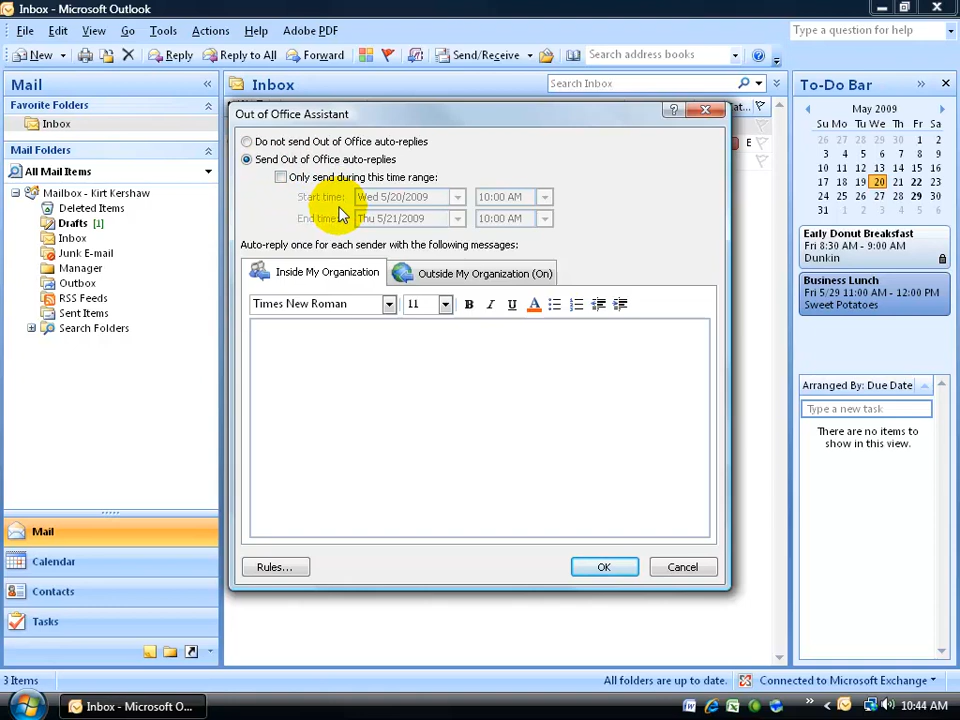 Inbox - Microsoft Outlook
File Edit View Go Tools Actions Help Adobe PDF
Type a question for help
New Reply Reply to All Forward Send/Receive Search address books
Mail «
Favorite Folders
Inbox
Mail Folders
All Mail Items
Mailbox - Kirt Kershaw
Deleted Items
Drafts [1]
Inbox
Junk E-mail
Manager
Outbox
RSS Feeds
Sent Items
Search Folders
Mail
Calendar
Contacts
Tasks
Inbox
Search Inbox
Out of Office Assistant
Do not send Out of Office auto-replies
Send Out of Office auto-replies
Only send during this time range:
Start time: Wed 5/20/2009 10:00 AM
End time: Thu 5/21/2009 10:00 AM
Auto-reply once for each sender with the following messages:
Inside My Organization Outside My Organization (On)
Times New Roman 11 B I U A
Rules... OK Cancel
To-Do Bar »
May 2009
Su Mo Tu We Th Fr Sa
26 27 28 29 30 1 2
3 4 5 6 7 8 9
10 11 12 13 14 15 16
17 18 19 20 21 22 23
24 25 26 27 28 29 30
31 1 2 3 4 5 6
Early Donut Breakfast
Fri 8:30 AM - 9:00 AM
Dunkin
Business Lunch
Fri 5/29 11:00 AM - 12:00 PM
Sweet Potatoes
Arranged By: Due Date
Type a new task
There are no items to
show in this view.
3 Items All folders are up to date. Connected to Microsoft Exchange
Inbox - Microsoft O... 10:44 AM